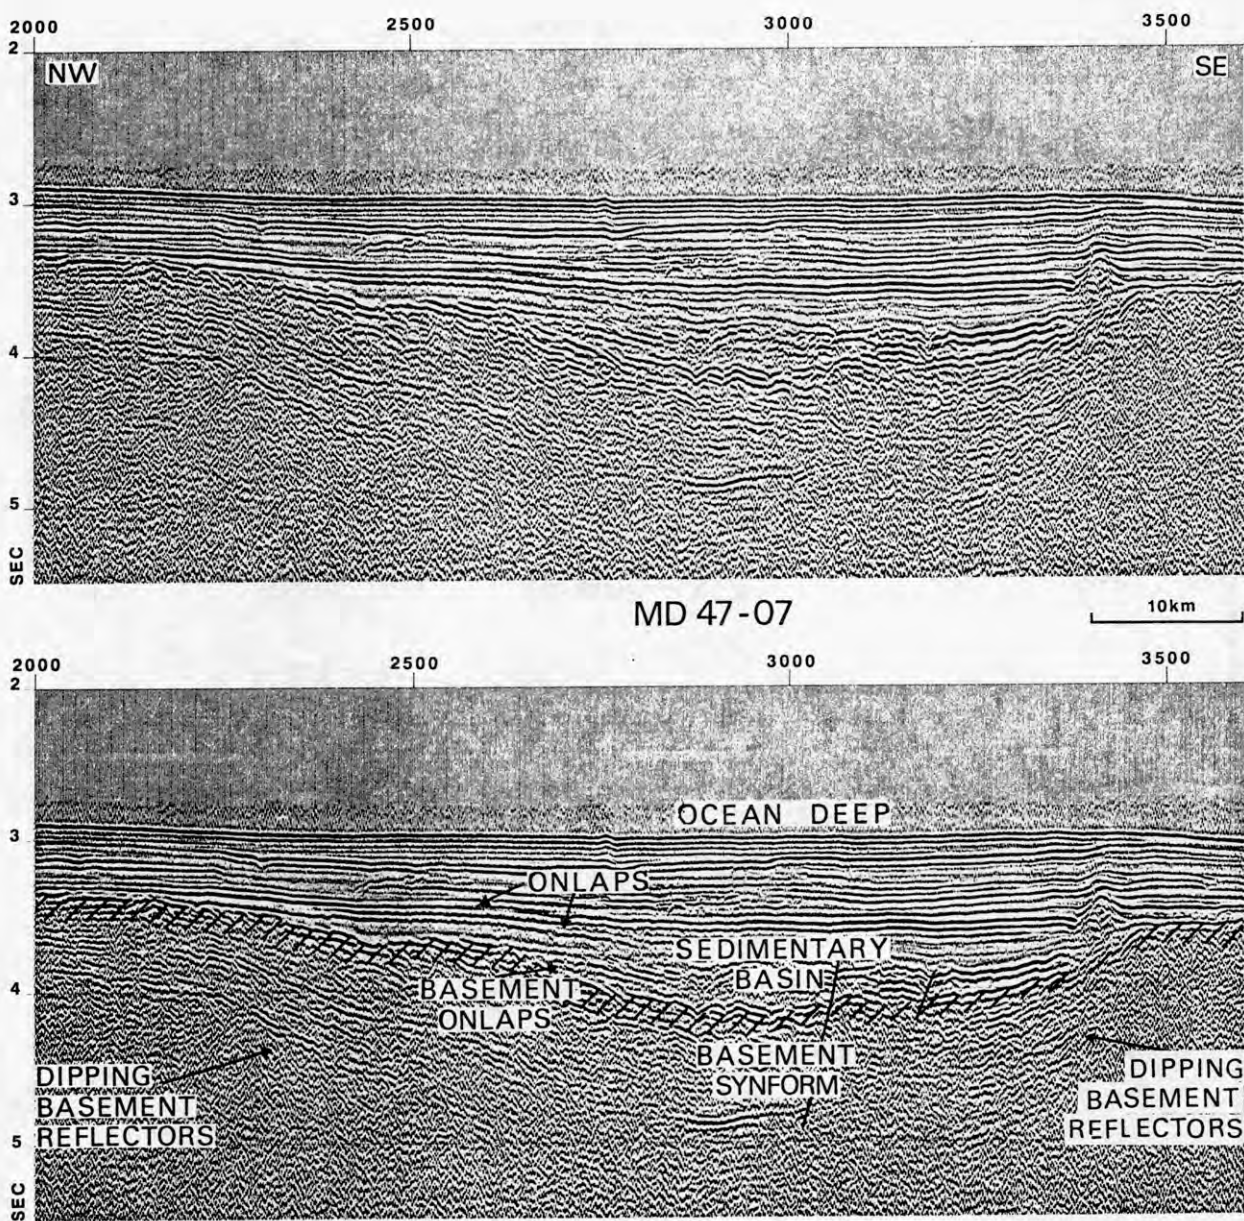 2000 2500 3000 3500
2
NW SE
3
4
5
SEC
MD 47-07
10km
2000 2500 3000 3500
2
OCEAN DEEP
3
ONLAPS
SEDIMENTARY
BASIN
4
BASEMENT
ONLAPS
BASEMENT
SYNFORM
DIPPING
BASEMENT
REFLECTORS
DIPPING
BASEMENT
REFLECTORS
5
SEC